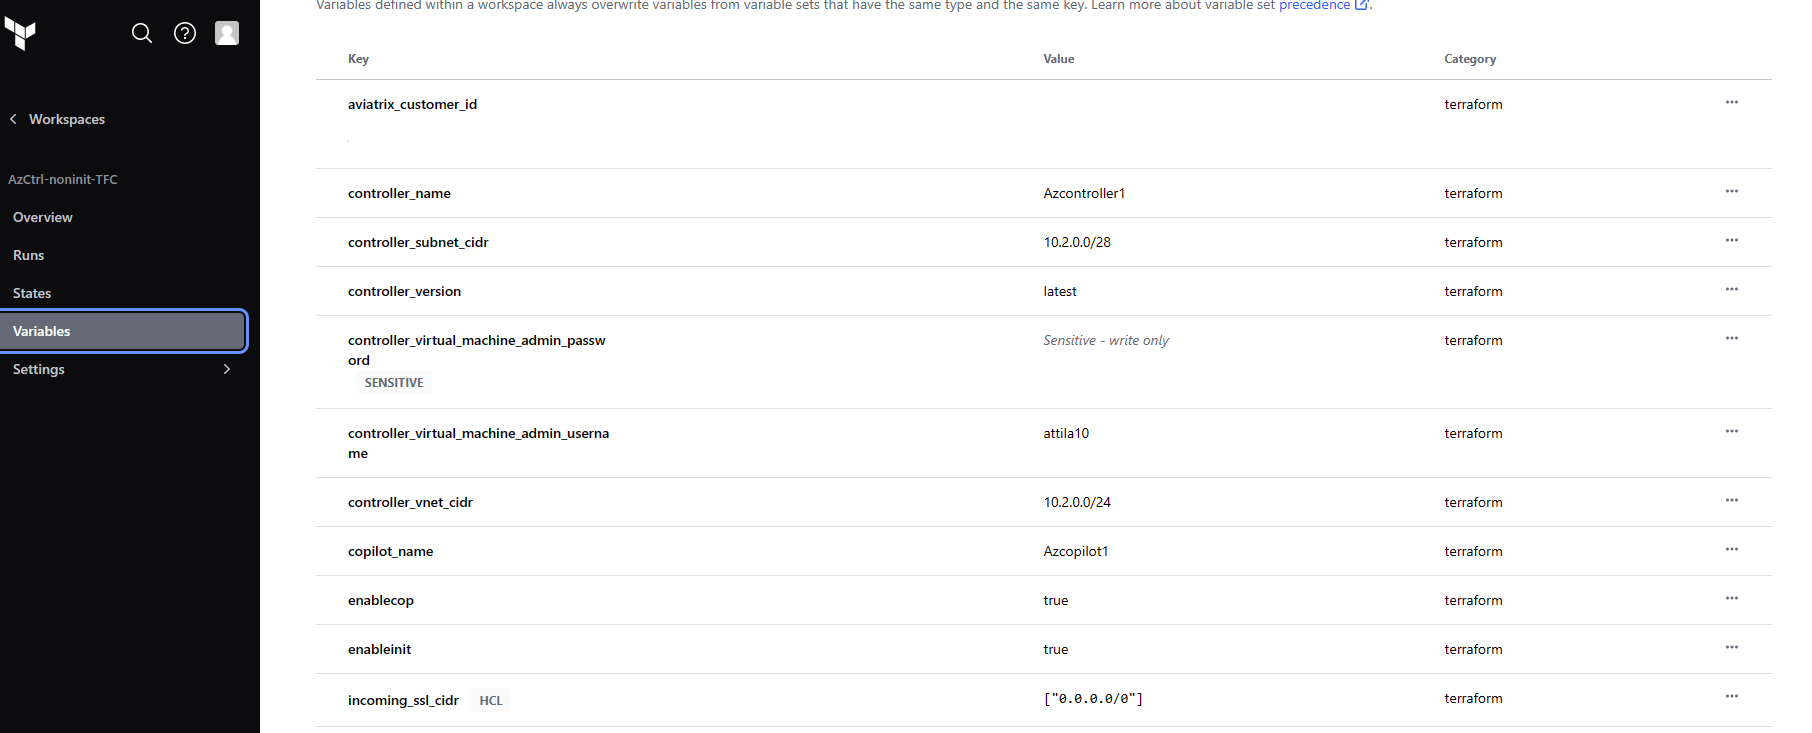 Variables defined within a workspace always overwrite variables from variable sets that have the same type and the same key. Learn more about variable set precedence.
Workspaces
AzCtrl-noninit-TFC
Overview
Runs
States
Variables
Settings
Key Value Category
aviatrix_customer_id terraform
controller_name Azcontroller1 terraform
controller_subnet_cidr 10.2.0.0/28 terraform
controller_version latest terraform
controller_virtual_machine_admin_passw Sensitive - write only terraform
ord
SENSITIVE
controller_virtual_machine_admin_userna attila10 terraform
me
controller_vnet_cidr 10.2.0.0/24 terraform
copilot_name Azcopilot1 terraform
enablecop true terraform
enableinit true terraform
incoming_ssl_cidr HCL ["0.0.0.0/0"] terraform